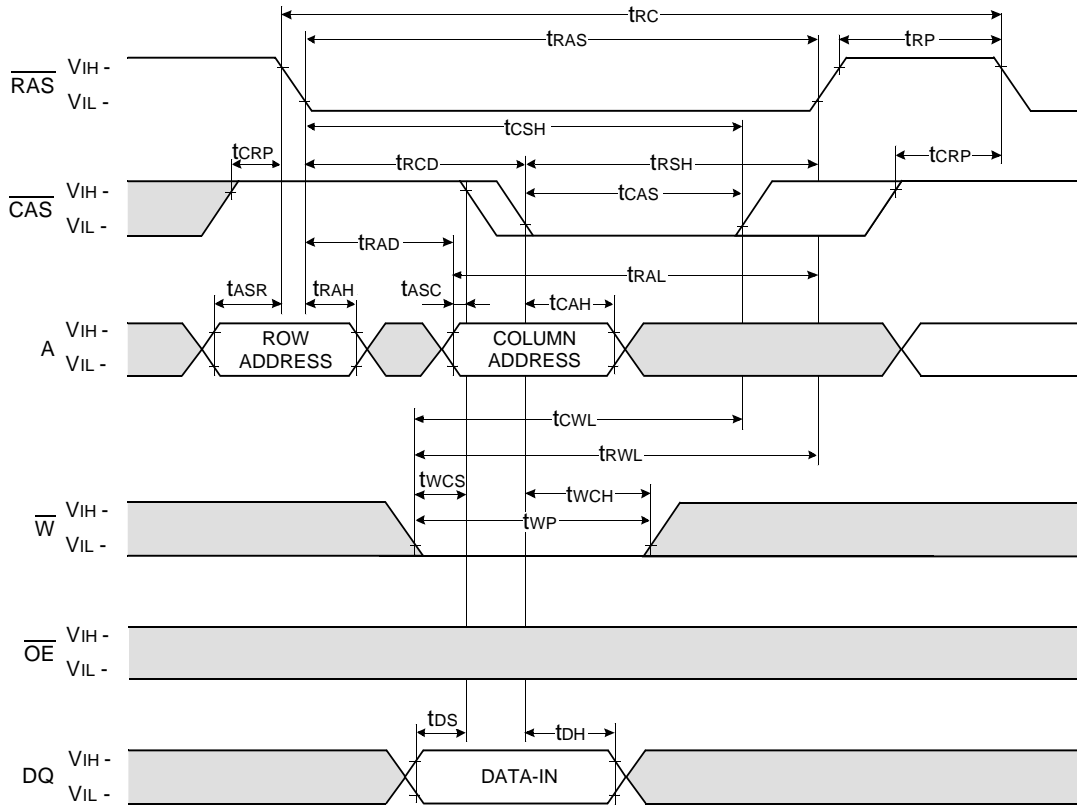 tRC
tRAS
tRP
RAS
VIH -
VIL -
tCSH
tCRP
tRCD
tRSH
tCRP
CAS
VIH -
VIL -
tCAS
tRAD
tRAL
tASR
tRAH
tASC
tCAH
A
VIH -
VIL -
ROW
ADDRESS
COLUMN
ADDRESS
tCWL
tRWL
tWCS
tWCH
W
VIH -
VIL -
tWP
OE
VIH -
VIL -
tDS
tDH
DQ
VIH -
VIL -
DATA-IN